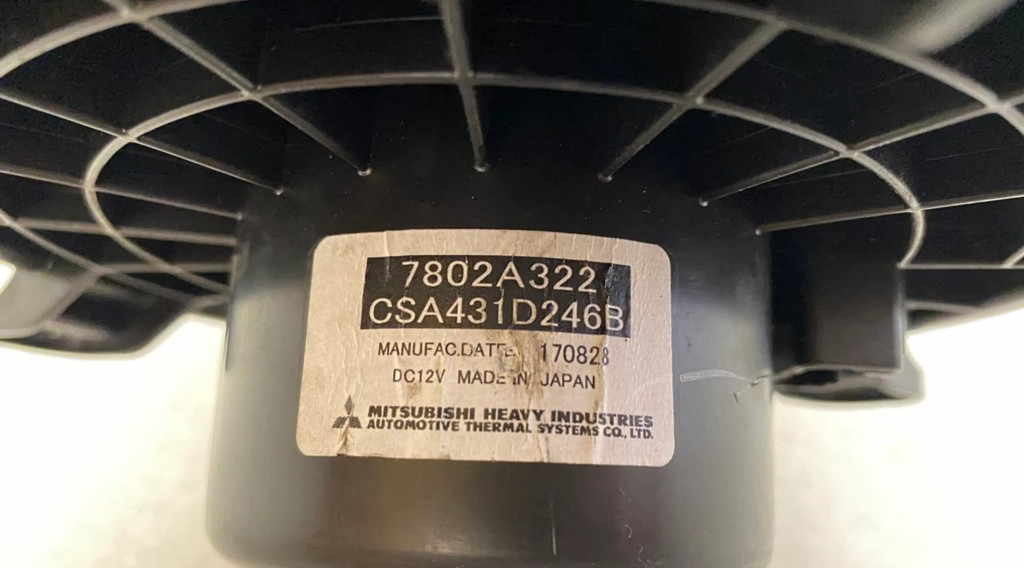 7802A322
CSA431D246B
MANUFAC.DATE 170828
DC12V MADE IN JAPAN
MITSUBISHI HEAVY INDUSTRIES
AUTOMOTIVE THERMAL SYSTEMS CO., LTD.